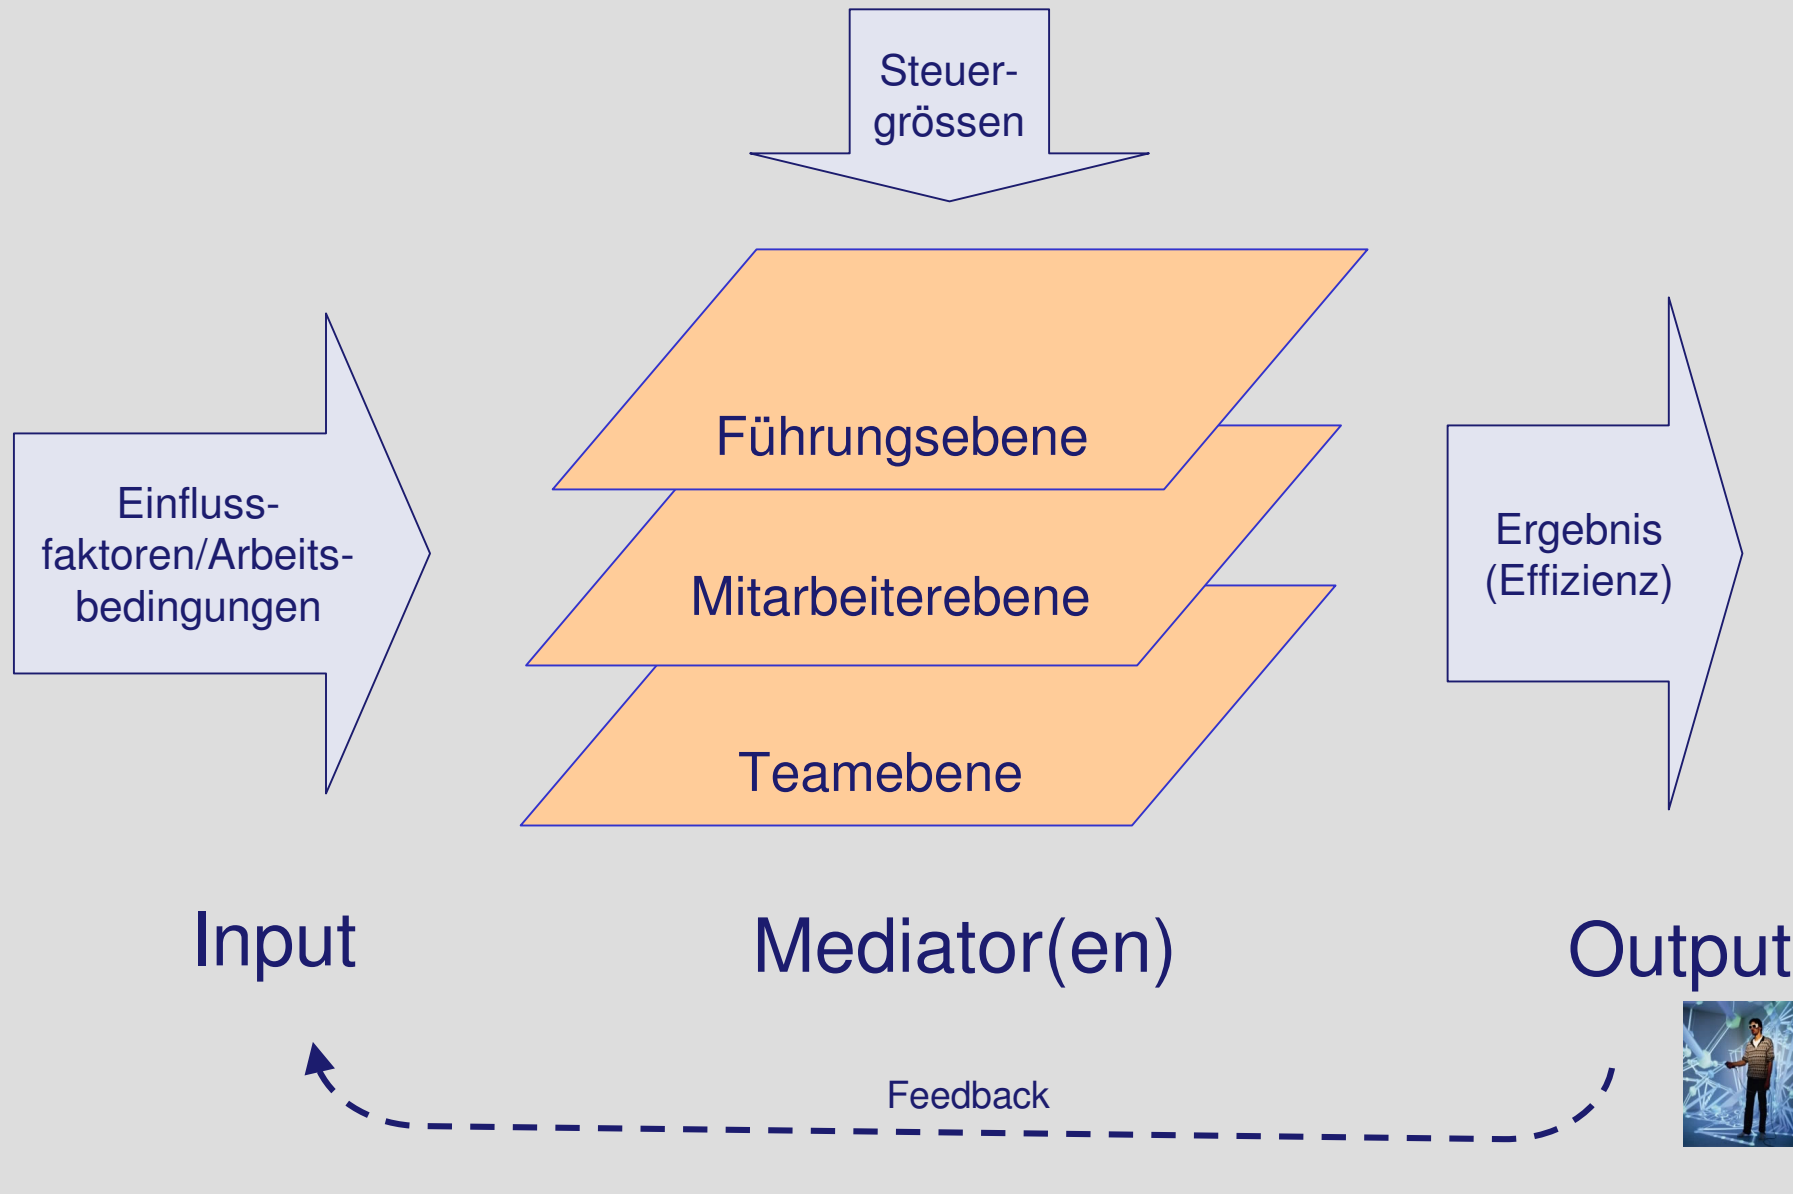 Steuer-
grössen
Führungsebene
Einfluss-
faktoren/Arbeits-
bedingungen
Mitarbeiterebene
Ergebnis
(Effizienz)
Teamebene
Input
Mediator(en)
Output
Feedback